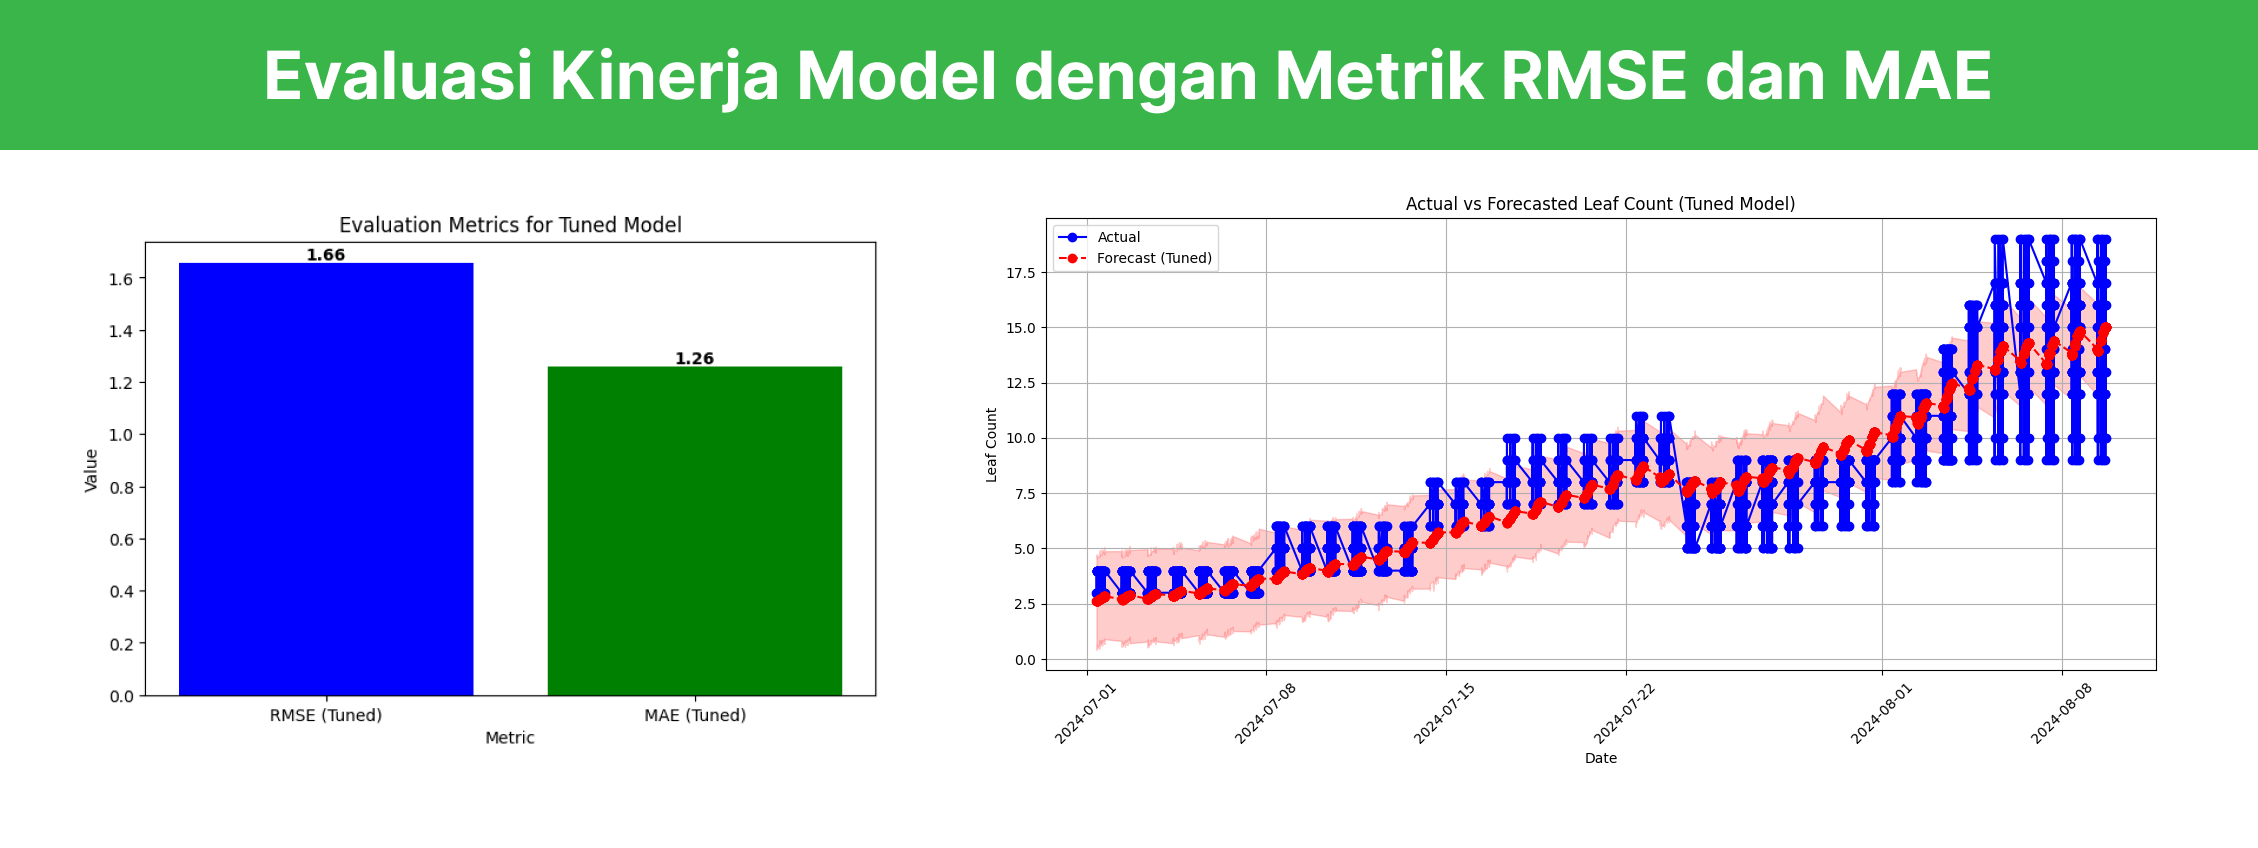 Evaluasi Kinerja Model dengan Metrik RMSE dan MAE
Evaluation Metrics for Tuned Model
1.66
1.26
1.6
1.4
1.2
1.0
0.8
0.6
0.4
0.2
0.0
Value
RMSE (Tuned)
MAE (Tuned)
Metric
Actual vs Forecasted Leaf Count (Tuned Model)
Actual
Forecast (Tuned)
17.5
15.0
12.5
10.0
7.5
5.0
2.5
0.0
Leaf Count
2024-07-01
2024-07-08
2024-07-15
2024-07-22
2024-08-01
2024-08-08
Date